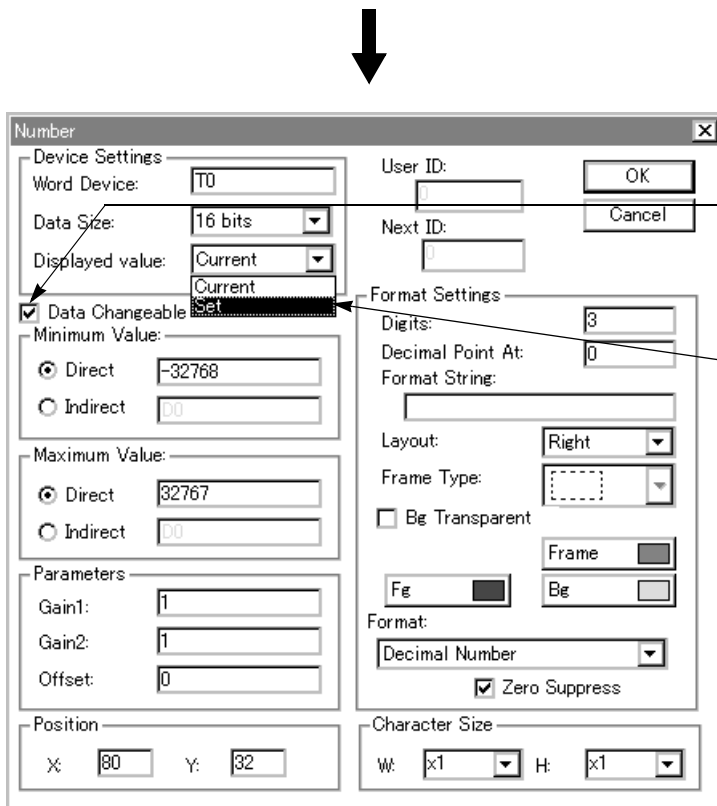 Number
Device Settings
Word Device: T0
Data Size: 16 bits
Displayed value: Current
Current
Set
User ID: 0
Next ID: 0
OK
Cancel
Data Changeable
Minimum Value:
Direct -32768
Indirect D0
Maximum Value:
Direct 32767
Indirect D0
Parameters
Gain1: 1
Gain2: 1
Offset: 0
Position
X: 80 Y: 32
Format Settings
Digits: 3
Decimal Point At: 0
Format String:
Layout: Right
Frame Type:
Bg Transparent
Frame
Fg Bg
Format:
Decimal Number
Zero Suppress
Character Size
W: x1 H: x1